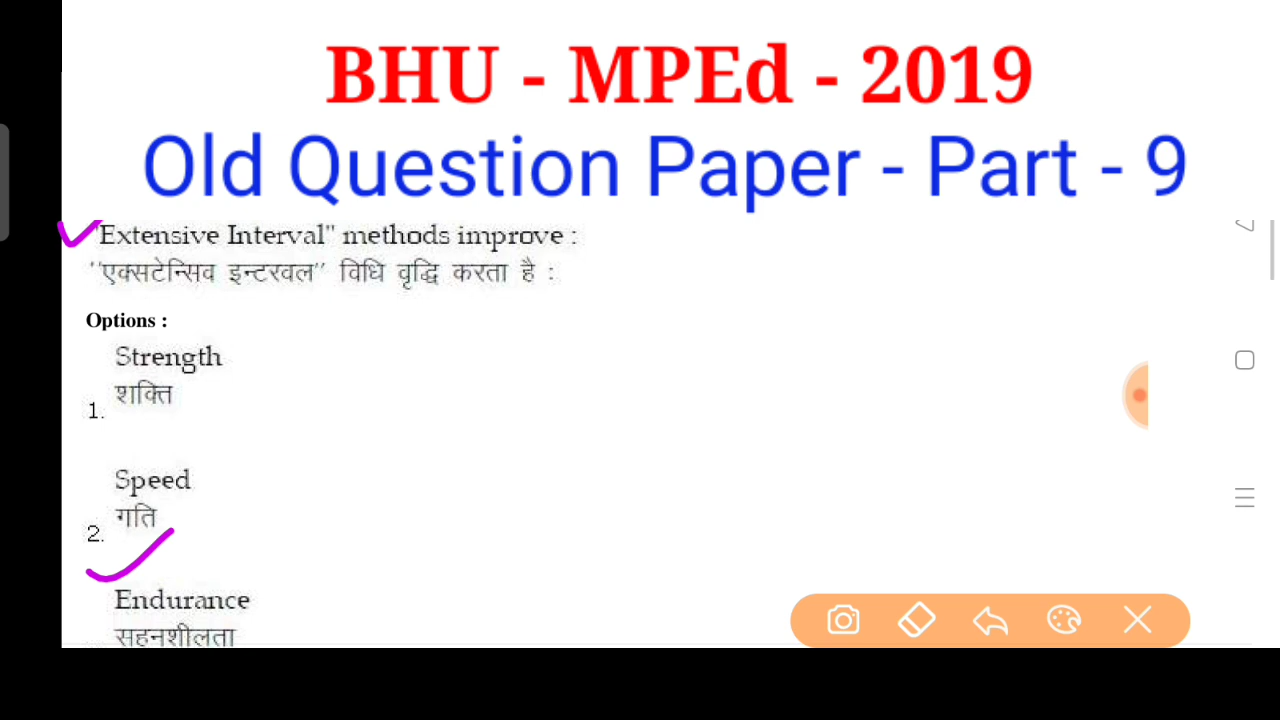 BHU - MPEd - 2019
Old Question Paper - Part - 9
"Extensive Interval" methods improve :
''एक्सटेन्सिव इन्टरवल'' विधि वृद्धि करता है :
Options :
Strength
शक्ति
1.
Speed
गति
2.
Endurance
सहनशीलता